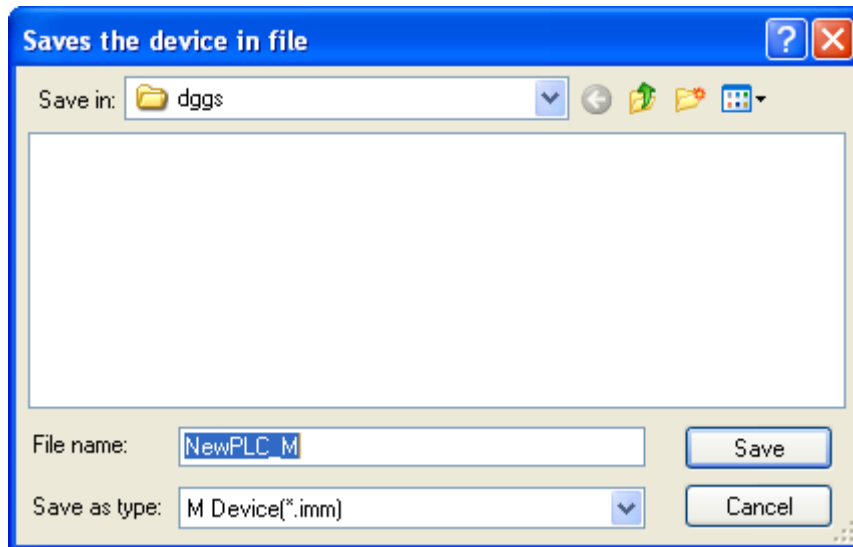 Saves the device in file
Save in: dggs
File name: NewPLC_M Save
Save as type: M Device(*.imm) Cancel